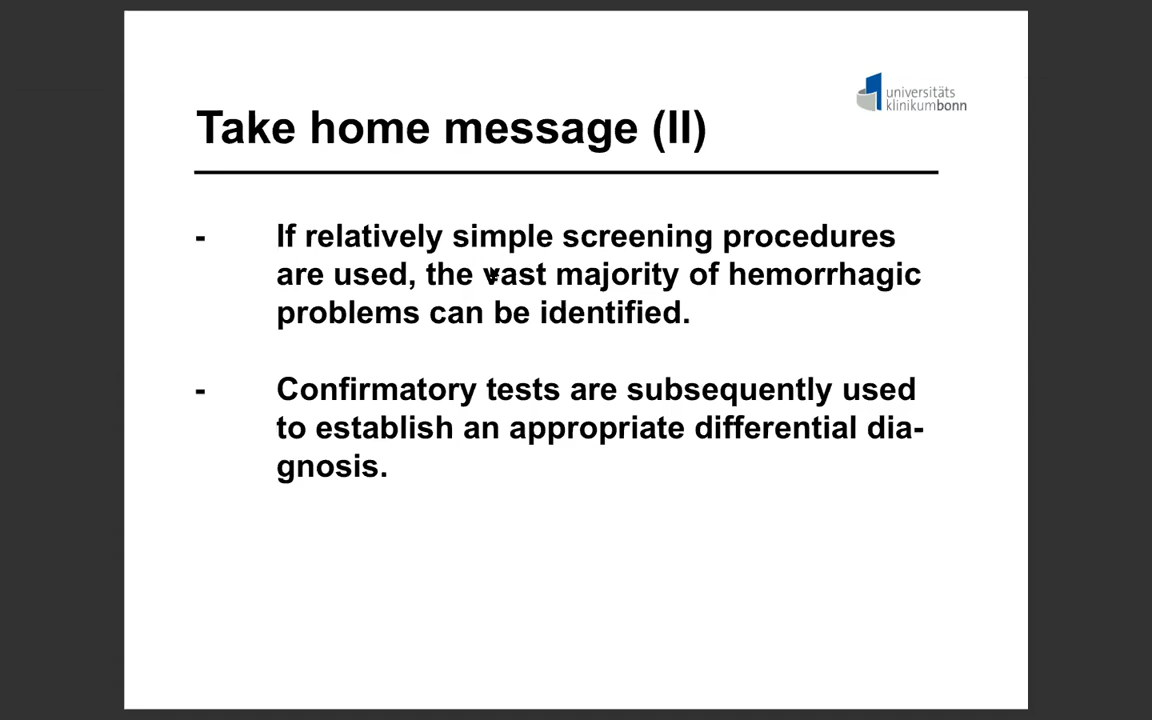 universitäts
klinikumbonn
Take home message (II)
- If relatively simple screening procedures
are used, the vast majority of hemorrhagic
problems can be identified.
- Confirmatory tests are subsequently used
to establish an appropriate differential dia-
gnosis.